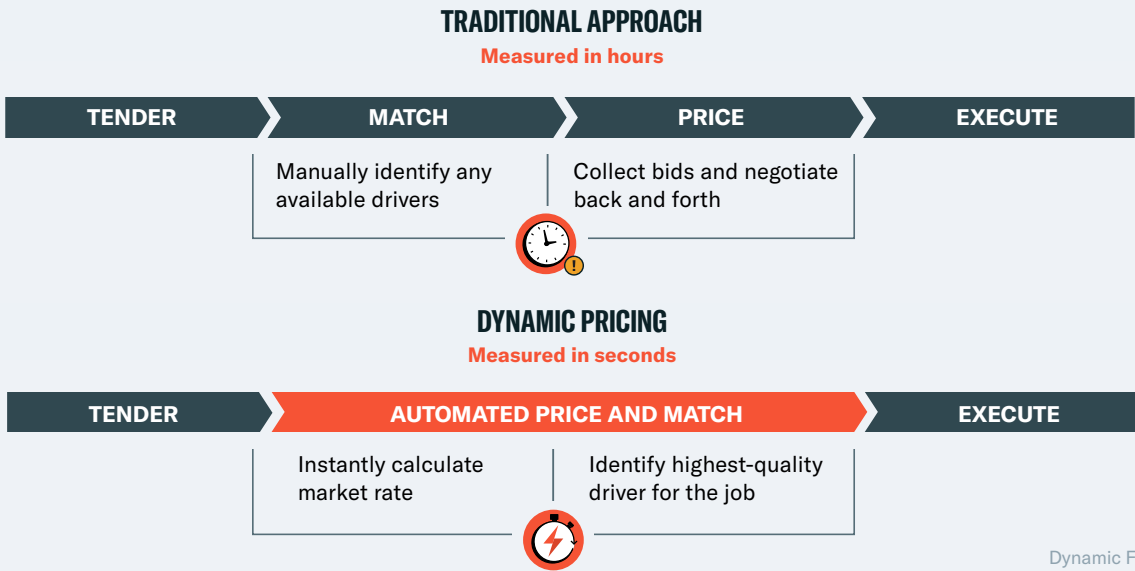 TRADITIONAL APPROACH
Measured in hours
TENDER
MATCH
PRICE
EXECUTE
Manually identify any
available drivers
Collect bids and negotiate
back and forth
!
DYNAMIC PRICING
Measured in seconds
TENDER
AUTOMATED PRICE AND MATCH
EXECUTE
Instantly calculate
market rate
Identify highest-quality
driver for the job
Dynamic